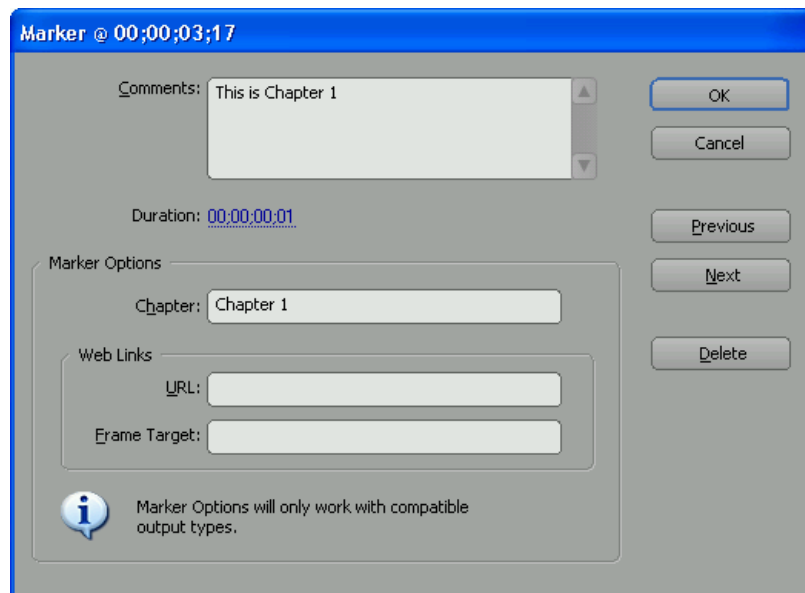 Marker @ 00;00;03;17
Comments: This is Chapter 1
OK
Cancel
Duration: 00;00;00;01
Previous
Marker Options
Next
Chapter: Chapter 1
Web Links
Delete
URL:
Frame Target:
Marker Options will only work with compatible
output types.